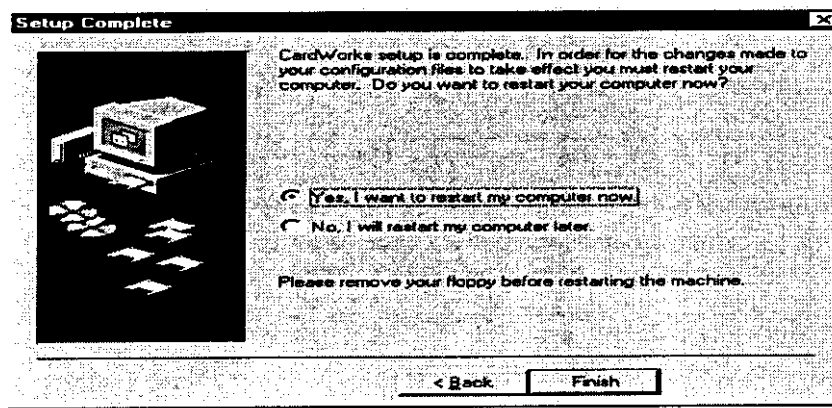 Setup Complete
CardWorks setup is complete. In order for the changes made to
your configuration files to take effect you must restart your
computer. Do you want to restart your computer now?
Yes, I want to restart my computer now.
No, I will restart my computer later.
Please remove your floppy before restarting the machine.
< Back
Finish